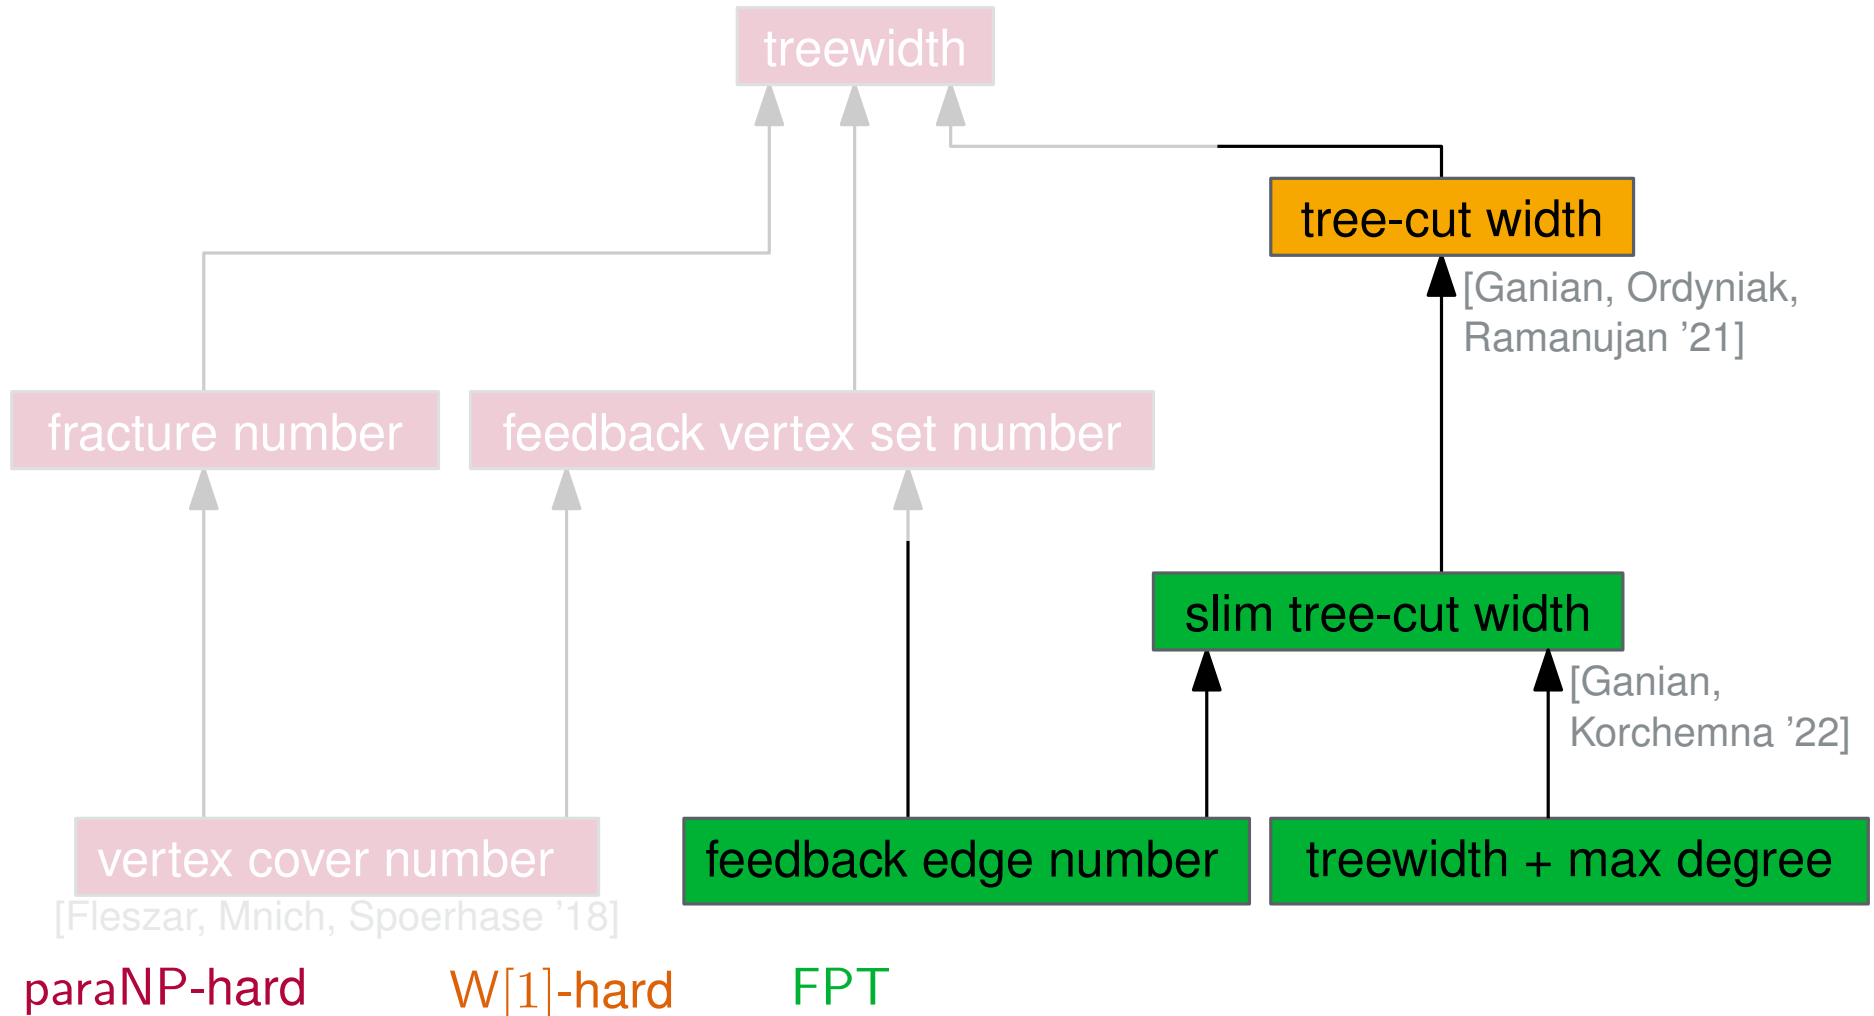 treewidth
tree-cut width
[Ganian, Ordyniak,
Ramanujan ’21]
fracture number
feedback vertex set number
slim tree-cut width
[Ganian,
Korchemna ’22]
vertex cover number
feedback edge number
treewidth + max degree
[Fleszar, Mnich, Spoerhase ’18]
paraNP-hard
W[1]-hard
FPT